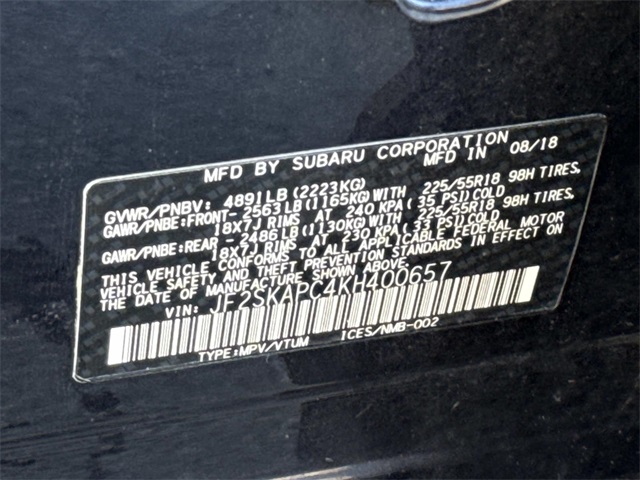 MFD BY SUBARU CORPORATION
MFD IN 08/18
GVWR/PNBV: 4891LB(2223KG)
GAWR/PNBE:FRONT-2563LB(1165KG)WITH 225/55R18 98H TIRES,
18X7J RIMS AT 240 KPA(35 PSI)COLD
GAWR/PNBE:REAR -2486LB(1130KG)WITH 225/55R18 98H TIRES,
18X7J RIMS AT 230 KPA(33 PSI)COLD
THIS VEHICLE CONFORMS TO ALL APPLICABLE FEDERAL MOTOR
VEHICLE SAFETY AND THEFT PREVENTION STANDARDS IN EFFECT ON
THE DATE OF MANUFACTURE SHOWN ABOVE.
VIN: JF2SKAPC4KH400657
TYPE:MPV/VTUM ICES/NMB-002